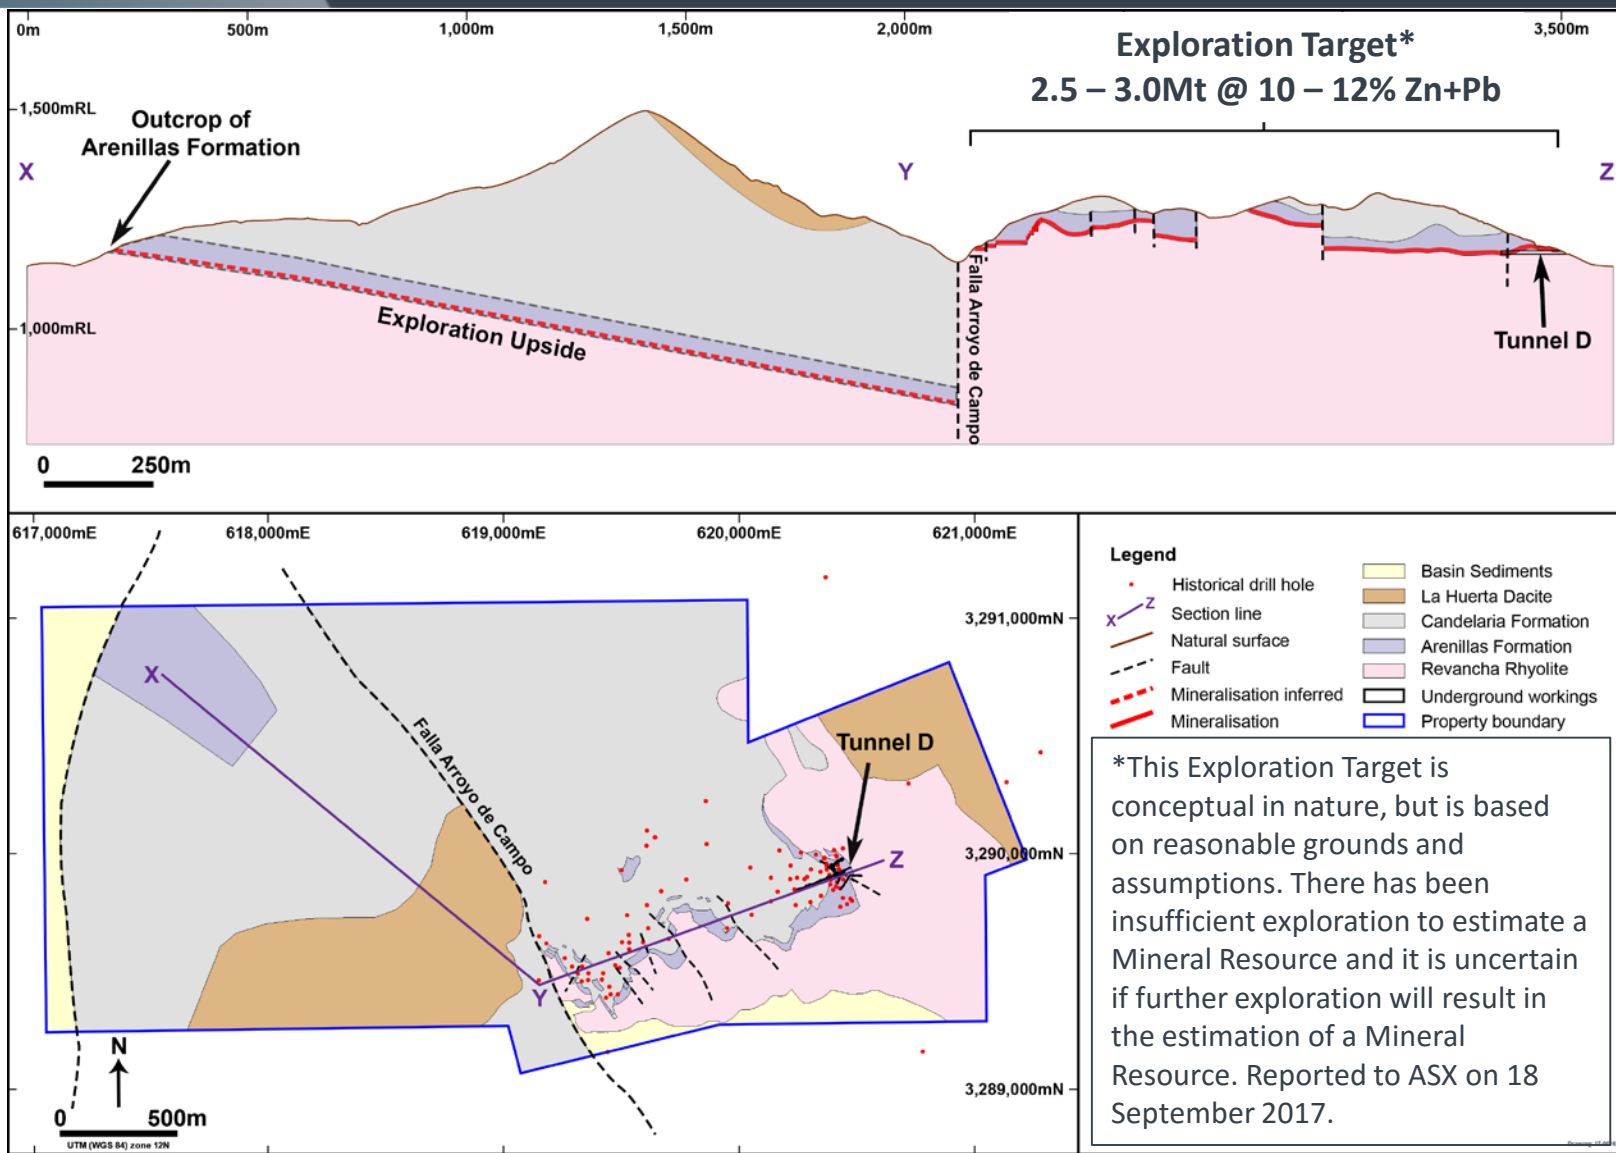 0m 500m 1,000m 1,500m 2,000m 3,500m
Exploration Target*
2.5 – 3.0Mt @ 10 – 12% Zn+Pb
1,500mRL
Outcrop of
Arenillas Formation
X
Y
Z
1,000mRL
Exploration Upside
Falla Arroyo de Campo
Tunnel D
0 250m
617,000mE 618,000mE 619,000mE 620,000mE 621,000mE
3,291,000mN
X
Falla Arroyo de Campo
Tunnel D
Z
3,290,000mN
Y
N
3,289,000mN
0 500m
UTM (WGS 84) zone 12N
Legend
Historical drill hole
X Z Section line
Natural surface
Fault
Mineralisation inferred
Mineralisation
Basin Sediments
La Huerta Dacite
Candelaria Formation
Arenillas Formation
Revancha Rhyolite
Underground workings
Property boundary
*This Exploration Target is
conceptual in nature, but is based
on reasonable grounds and
assumptions. There has been
insufficient exploration to estimate a
Mineral Resource and it is uncertain
if further exploration will result in
the estimation of a Mineral
Resource. Reported to ASX on 18
September 2017.